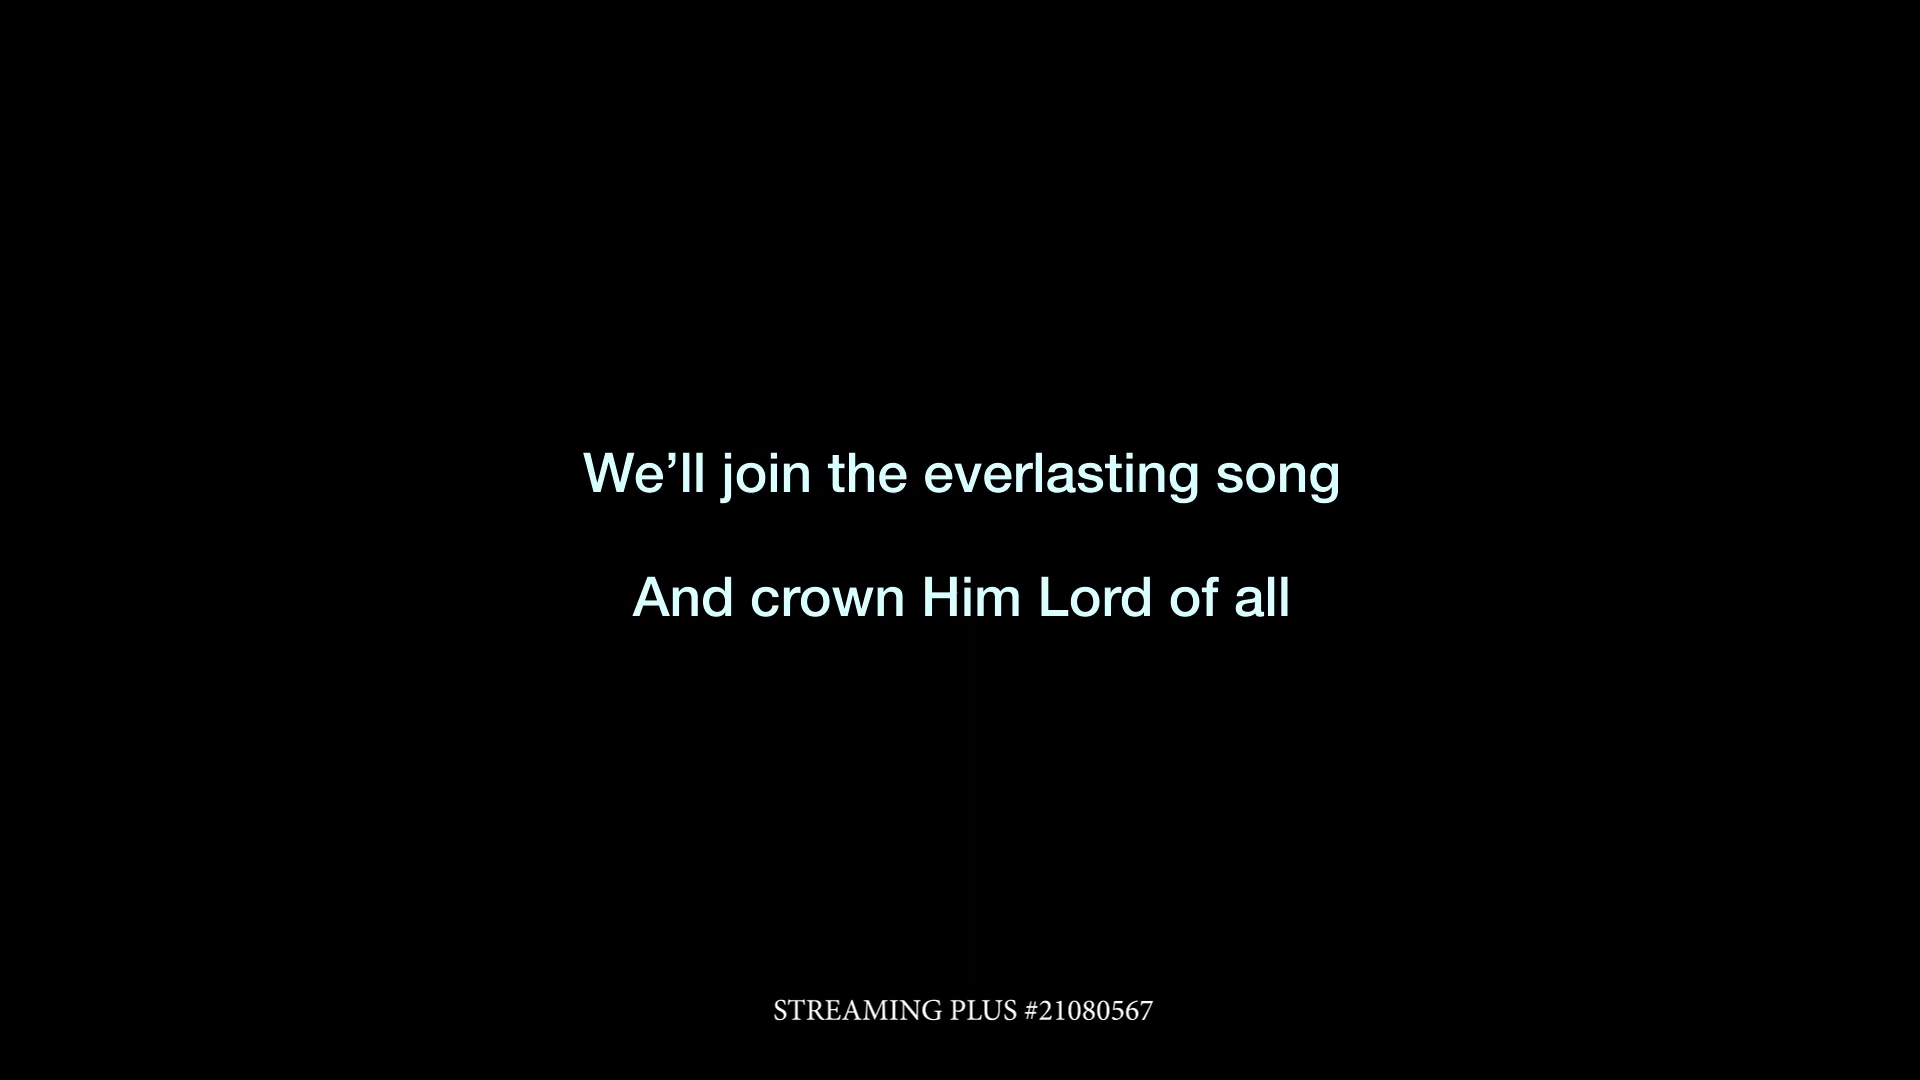 We’ll join the everlasting song
And crown Him Lord of all
STREAMING PLUS #21080567